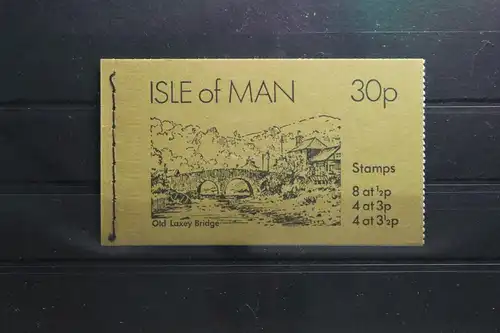 ISLE of MAN 30p
Old Laxey Bridge
Stamps
8 at ½p
4 at 3p
4 at 3½p